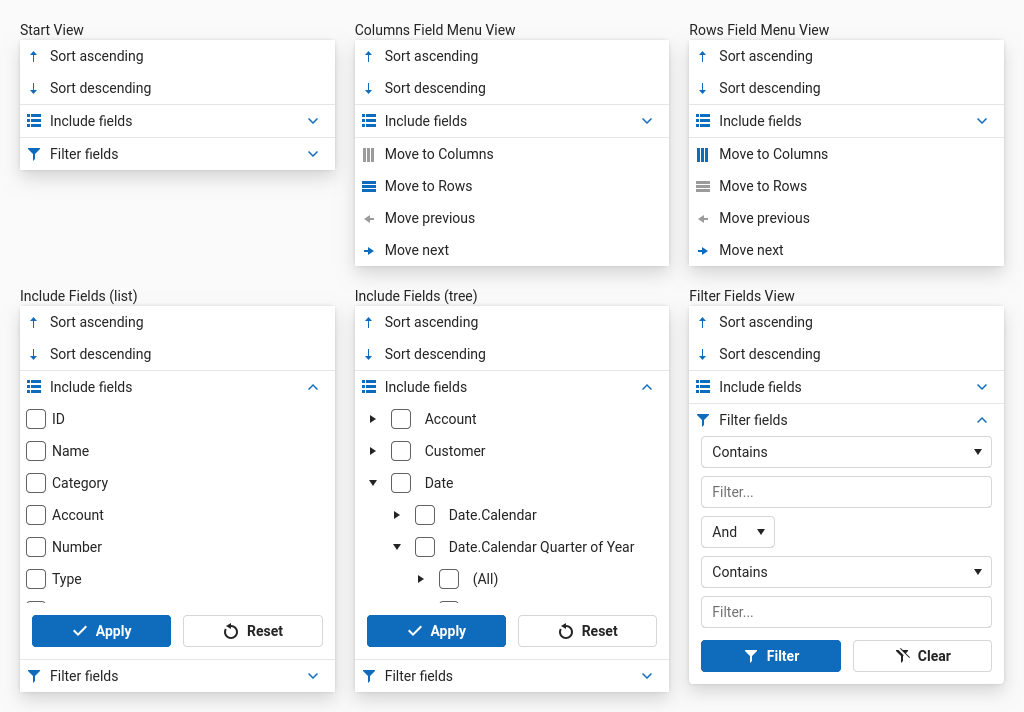 Start View
Sort ascending
Sort descending
Include fields
Filter fields
Columns Field Menu View
Sort ascending
Sort descending
Include fields
Move to Columns
Move to Rows
Move previous
Move next
Rows Field Menu View
Sort ascending
Sort descending
Include fields
Move to Columns
Move to Rows
Move previous
Move next
Include Fields (list)
Sort ascending
Sort descending
Include fields
ID
Name
Category
Account
Number
Type
Apply
Reset
Filter fields
Include Fields (tree)
Sort ascending
Sort descending
Include fields
Account
Customer
Date
Date.Calendar
Date.Calendar Quarter of Year
(All)
Apply
Reset
Filter fields
Filter Fields View
Sort ascending
Sort descending
Include fields
Filter fields
Contains
Filter...
And
Contains
Filter...
Filter
Clear